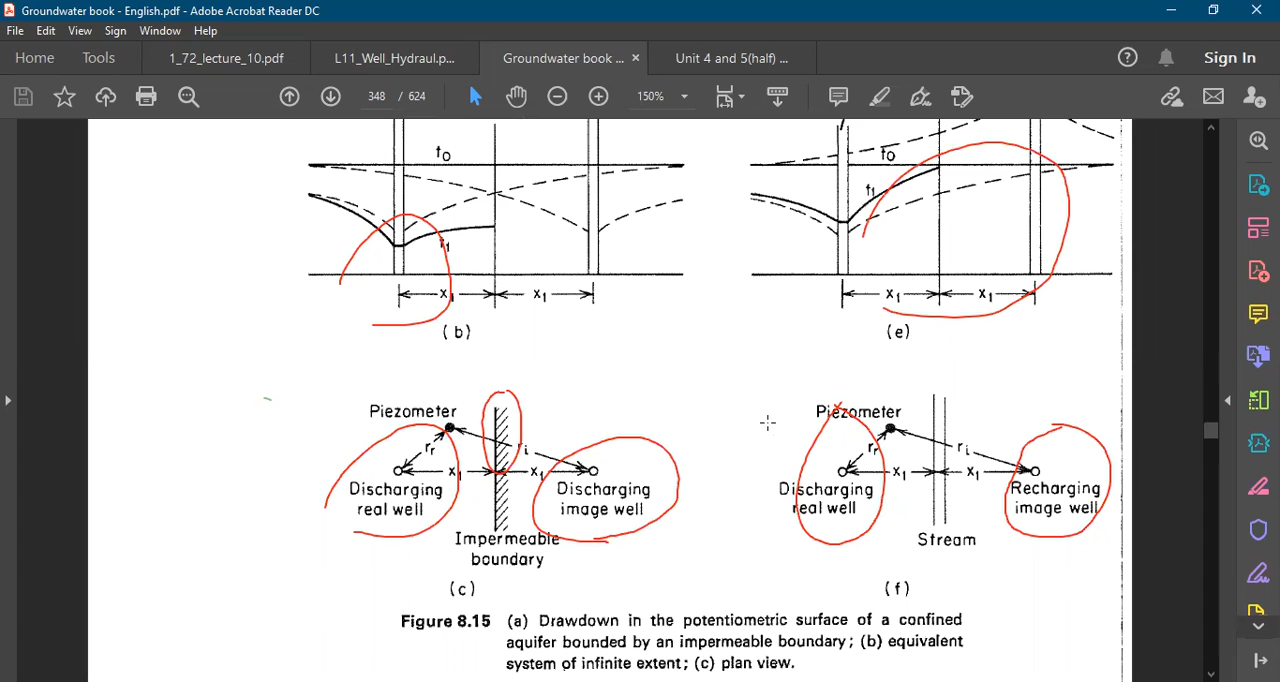 Groundwater book - English.pdf - Adobe Acrobat Reader DC
File Edit View Sign Window Help
Home Tools 1_72_lecture_10.pdf L11_Well_Hydraul.p... Groundwater book ... × Unit 4 and 5(half) ... Sign In
348 / 624 150%
t₀
t₁
x₁ x₁
(b)
t₀
t₁
x₁ x₁
(e)
Piezometer
rᵣ rᵢ
x₁ x₁
Discharging
real well
Discharging
image well
Impermeable
boundary
(c)
Piezometer
rᵣ rᵢ
x₁ x₁
Discharging
real well
Recharging
image well
Stream
(f)
Figure 8.15 (a) Drawdown in the potentiometric surface of a confined
aquifer bounded by an impermeable boundary; (b) equivalent
system of infinite extent; (c) plan view.